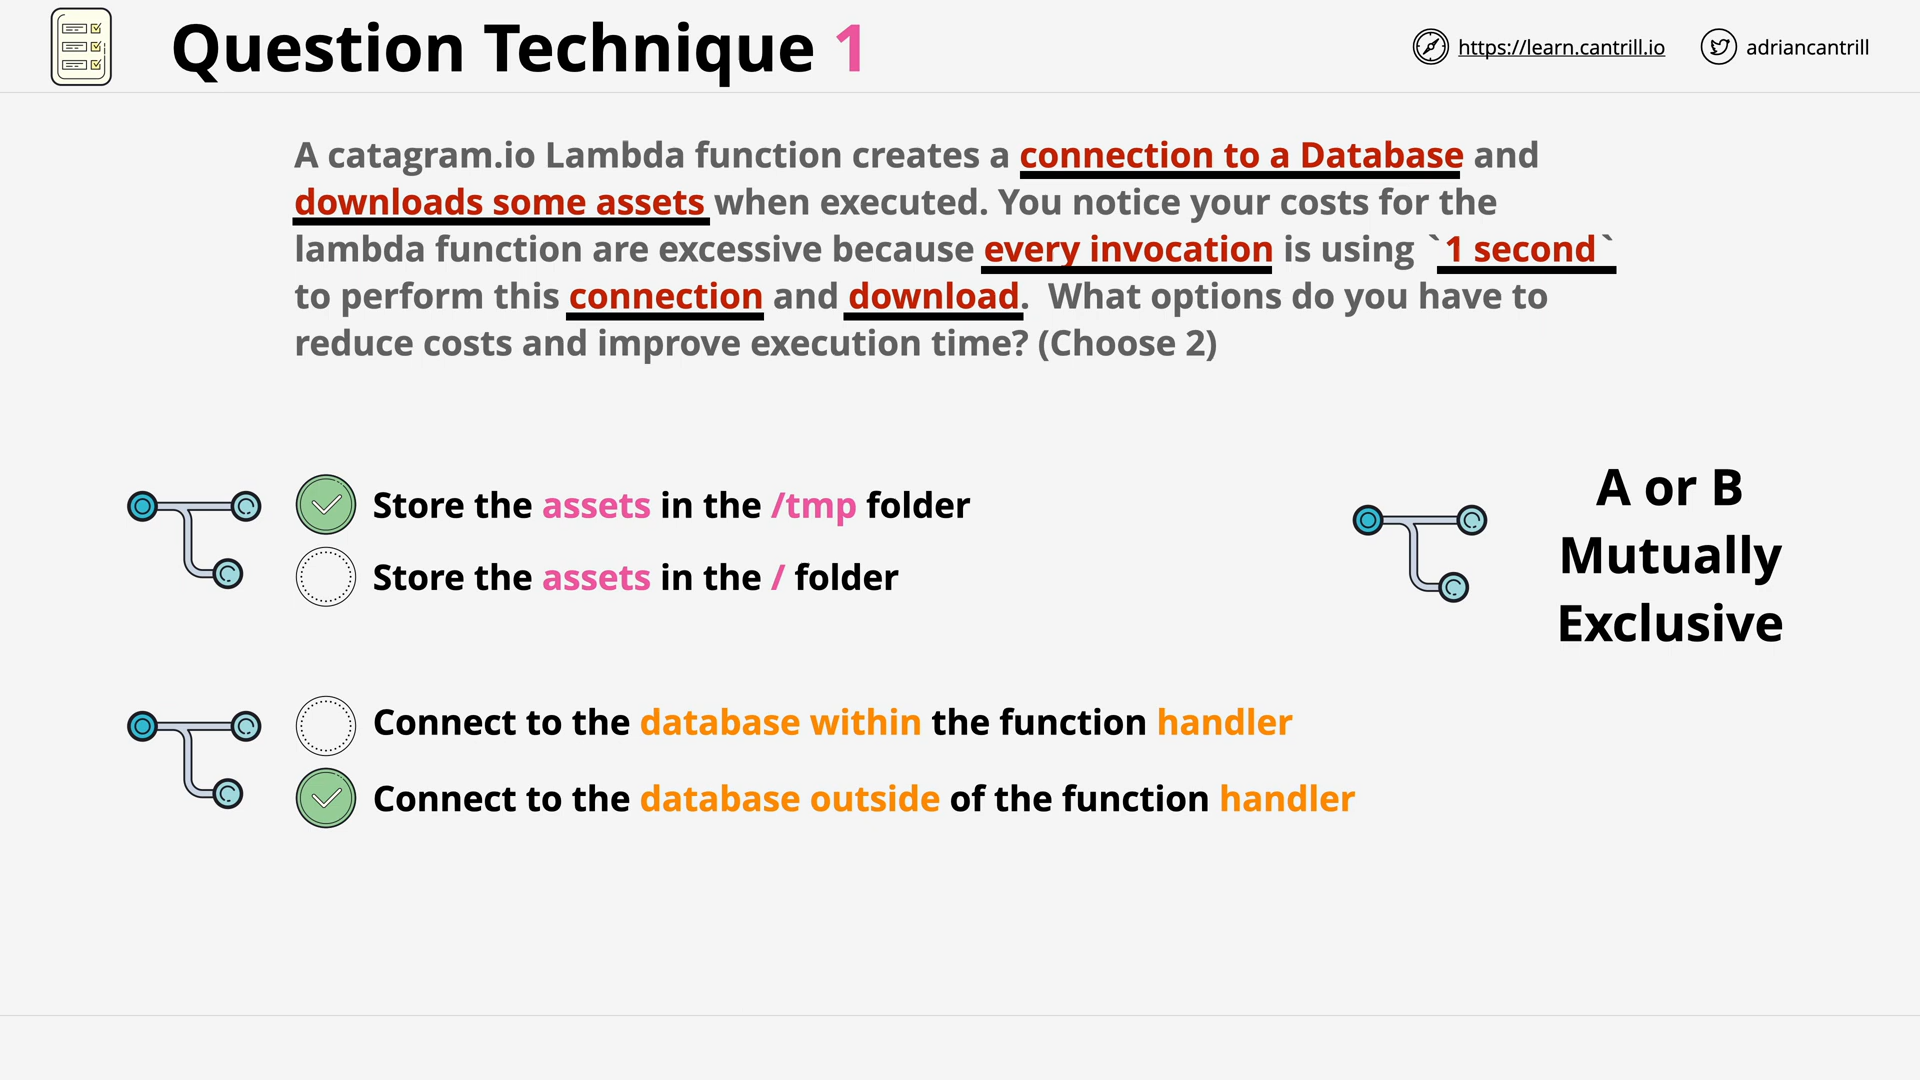 Question Technique 1
https://learn.cantrill.io
adriancantrill
A catagram.io Lambda function creates a connection to a Database and
downloads some assets when executed. You notice your costs for the
lambda function are excessive because every invocation is using `1 second`
to perform this connection and download.  What options do you have to
reduce costs and improve execution time? (Choose 2)
Store the assets in the /tmp folder
Store the assets in the / folder
A or B
Mutually
Exclusive
Connect to the database within the function handler
Connect to the database outside of the function handler